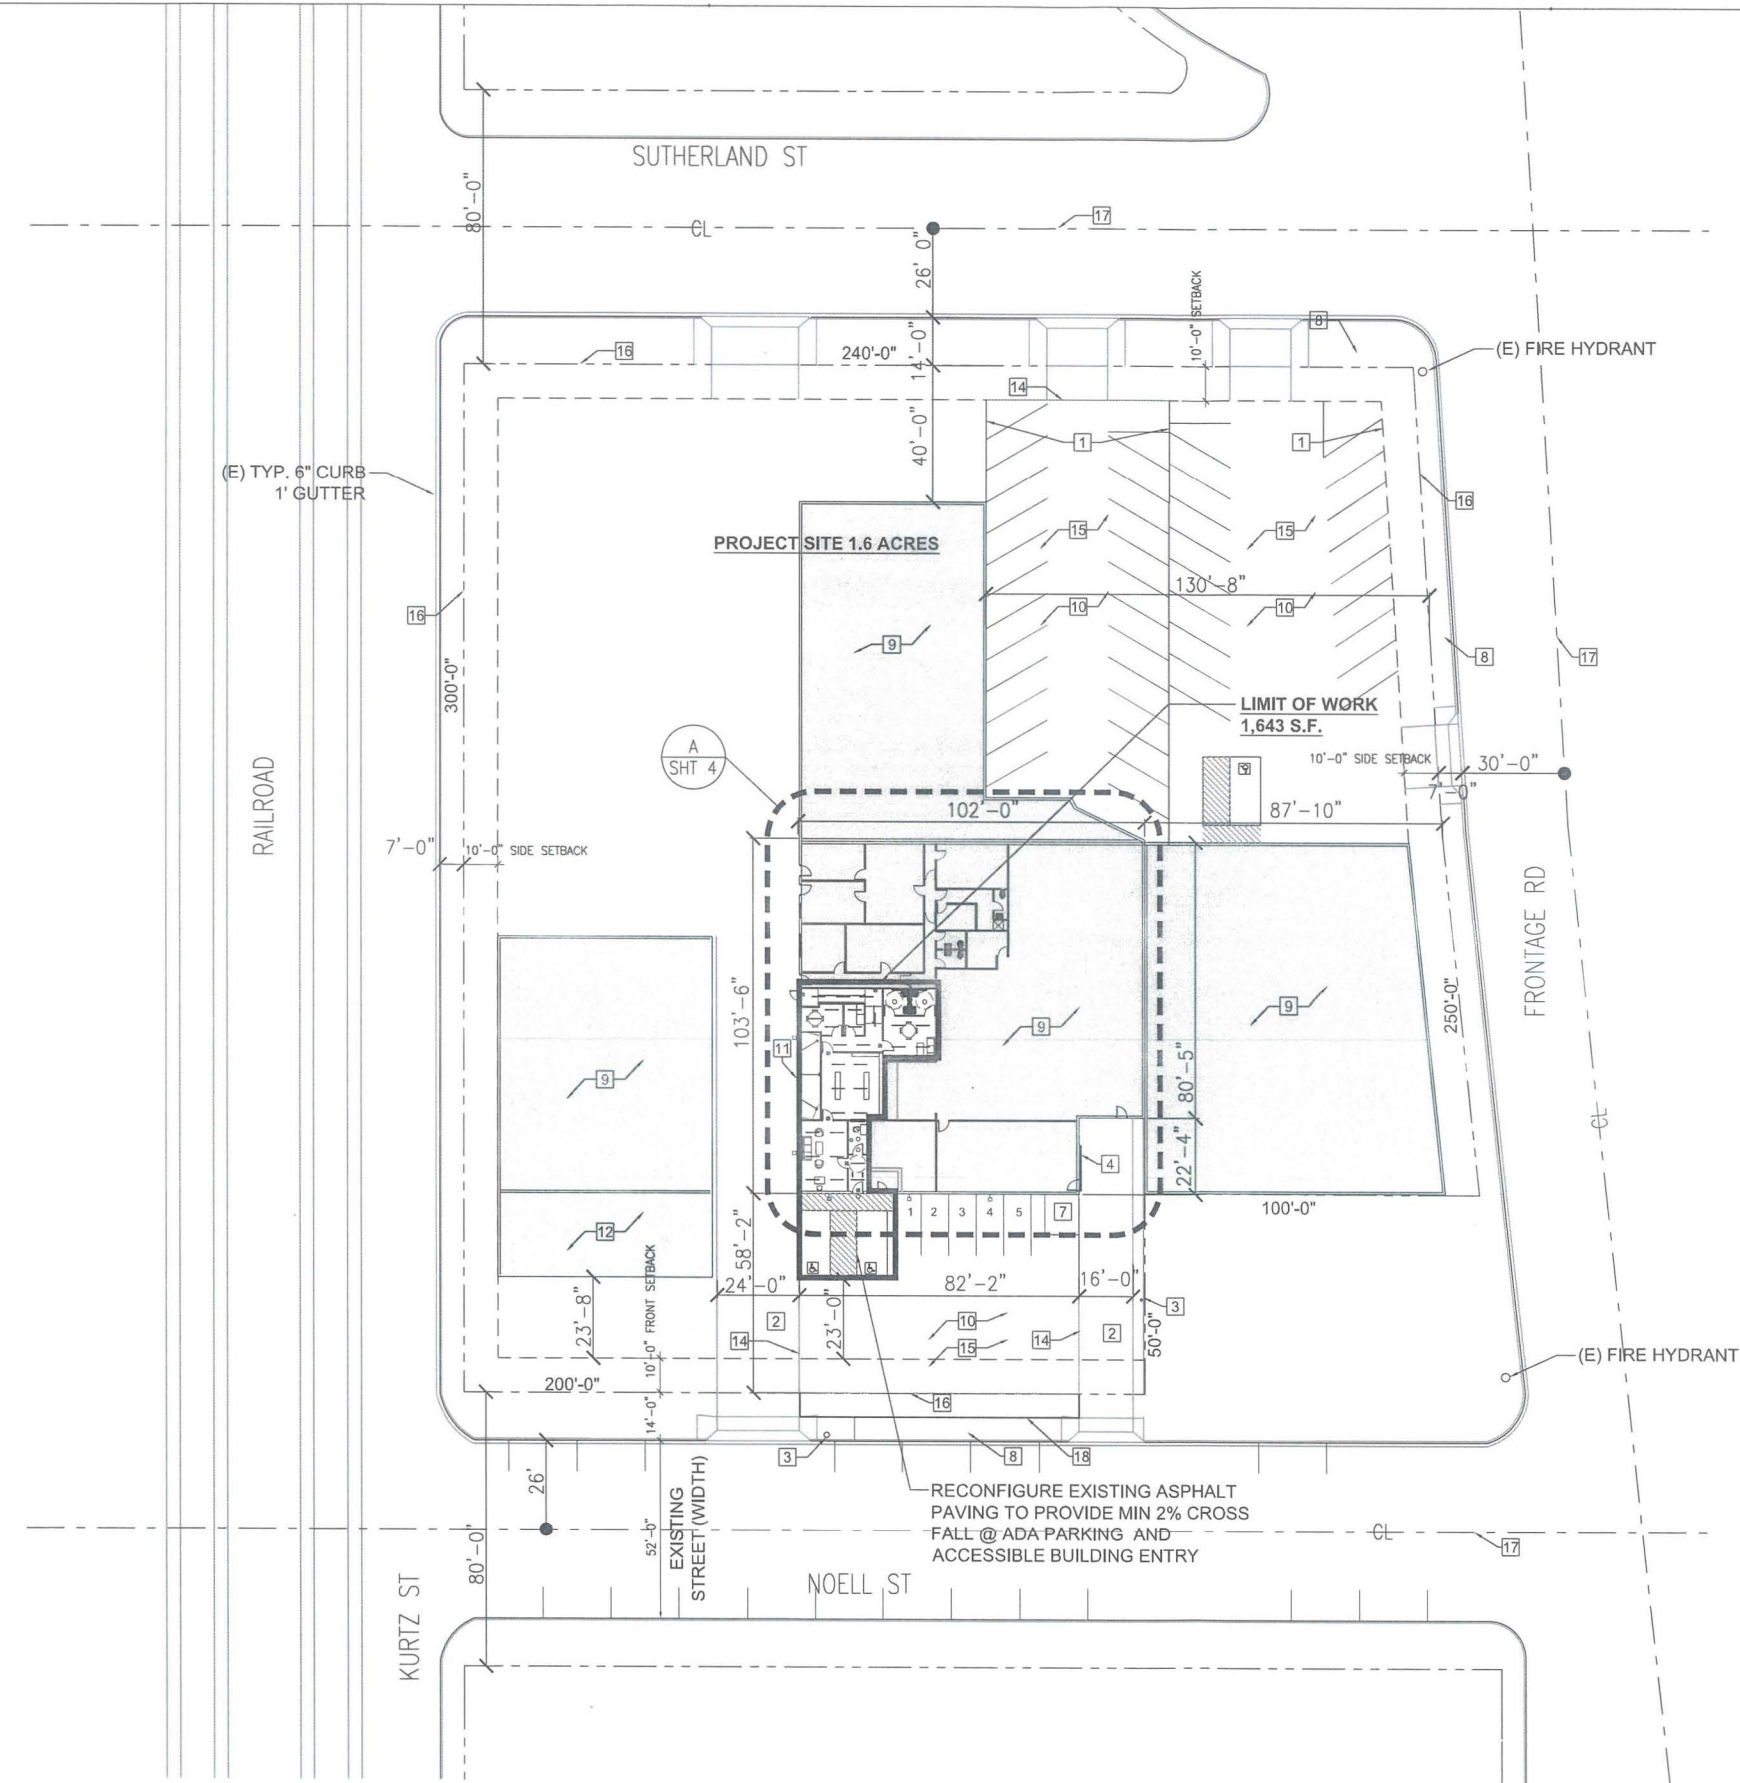 SUTHERLAND ST
80'-0"
CL
17
26' 0"
10'-0" SETBACK
8
16
240'-0"
14'-0"
(E) FIRE HYDRANT
14
40'-0"
1
1
(E) TYP. 6" CURB
1' GUTTER
16
15
15
PROJECT SITE 1.6 ACRES
130'-8"
16
10
10
9
8
17
300'-0"
LIMIT OF WORK
1,643 S.F.
A
SHT 4
RAILROAD
10'-0" SIDE SETBACK
30'-0"
7'-0"
102'-0"
87'-10"
7'-0"
10'-0" SIDE SETBACK
FRONTAGE RD
103'-6"
250'-0"
9
9
9
11
80'-5"
CL
4
22'-4"
100'-0"
1
2
3
4
5
7
12
58'-2"
10'-0" FRONT SETBACK
24'-0"
82'-2"
16'-0"
3
23'-8"
23'-0"
2
10
2
14
15
14
50'-0"
(E) FIRE HYDRANT
200'-0"
16
14'-0"
3
8
18
26'
EXISTING
STREET (WIDTH)
RECONFIGURE EXISTING ASPHALT
PAVING TO PROVIDE MIN 2% CROSS
FALL @ ADA PARKING AND
ACCESSIBLE BUILDING ENTRY
52'-0"
80'-0"
CL
17
NOELL ST
KURTZ ST